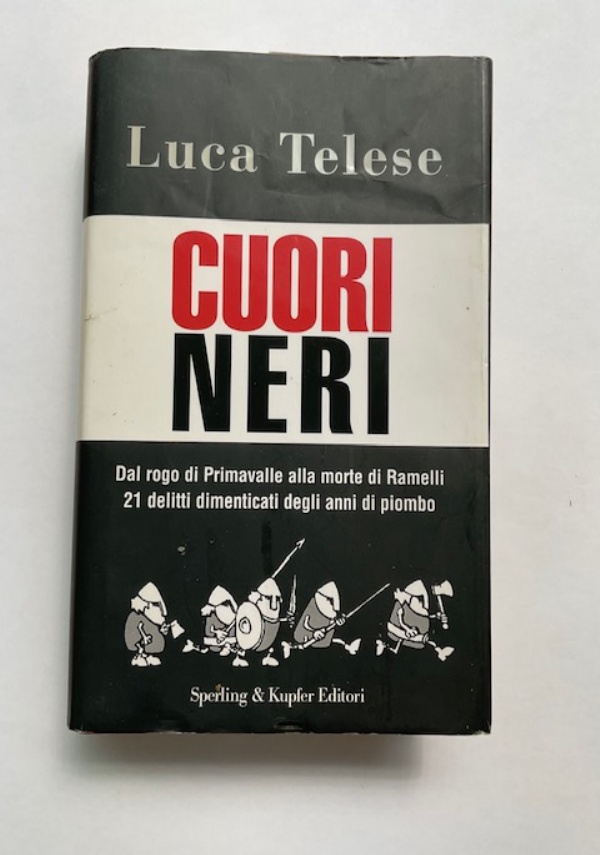 Luca Telese
CUORI
NERI
Dal rogo di Primavalle alla morte di Ramelli
21 delitti dimenticati degli anni di piombo
Sperling & Kupfer Editori